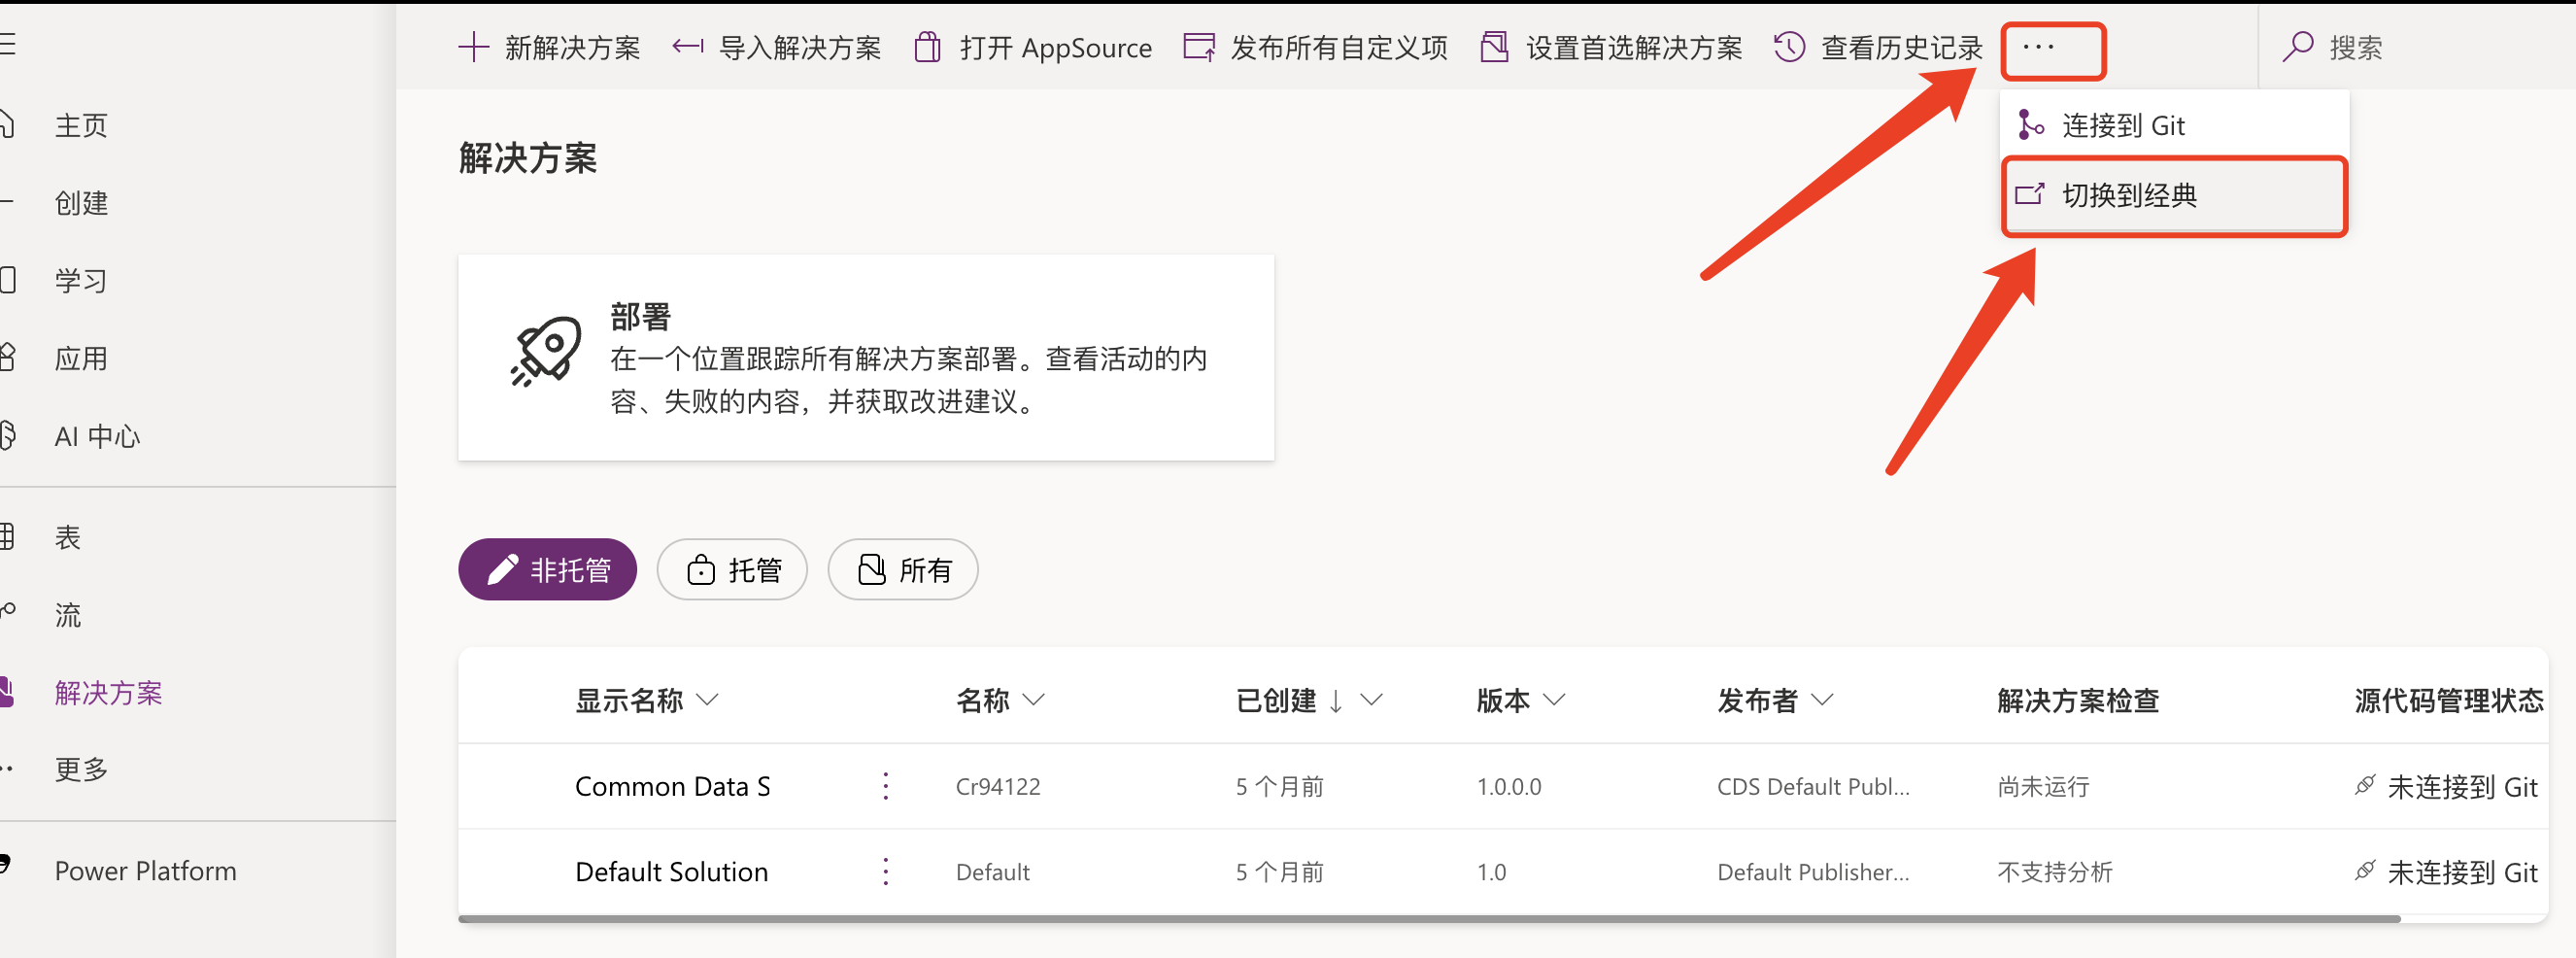 新解决方案 导入解决方案 打开 AppSource 发布所有自定义项 设置首选解决方案 查看历史记录 ··· 搜索
连接到 Git
切换到经典
主页
创建
学习
应用
AI 中心
表
流
解决方案
更多
Power Platform
解决方案
部署
在一个位置跟踪所有解决方案部署。查看活动的内
容、失败的内容，并获取改进建议。
非托管 托管 所有
显示名称 名称 已创建 版本 发布者 解决方案检查 源代码管理状态
Common Data S Cr94122 5 个月前 1.0.0.0 CDS Default Publ... 尚未运行 未连接到 Git
Default Solution Default 5 个月前 1.0 Default Publisher... 不支持分析 未连接到 Git